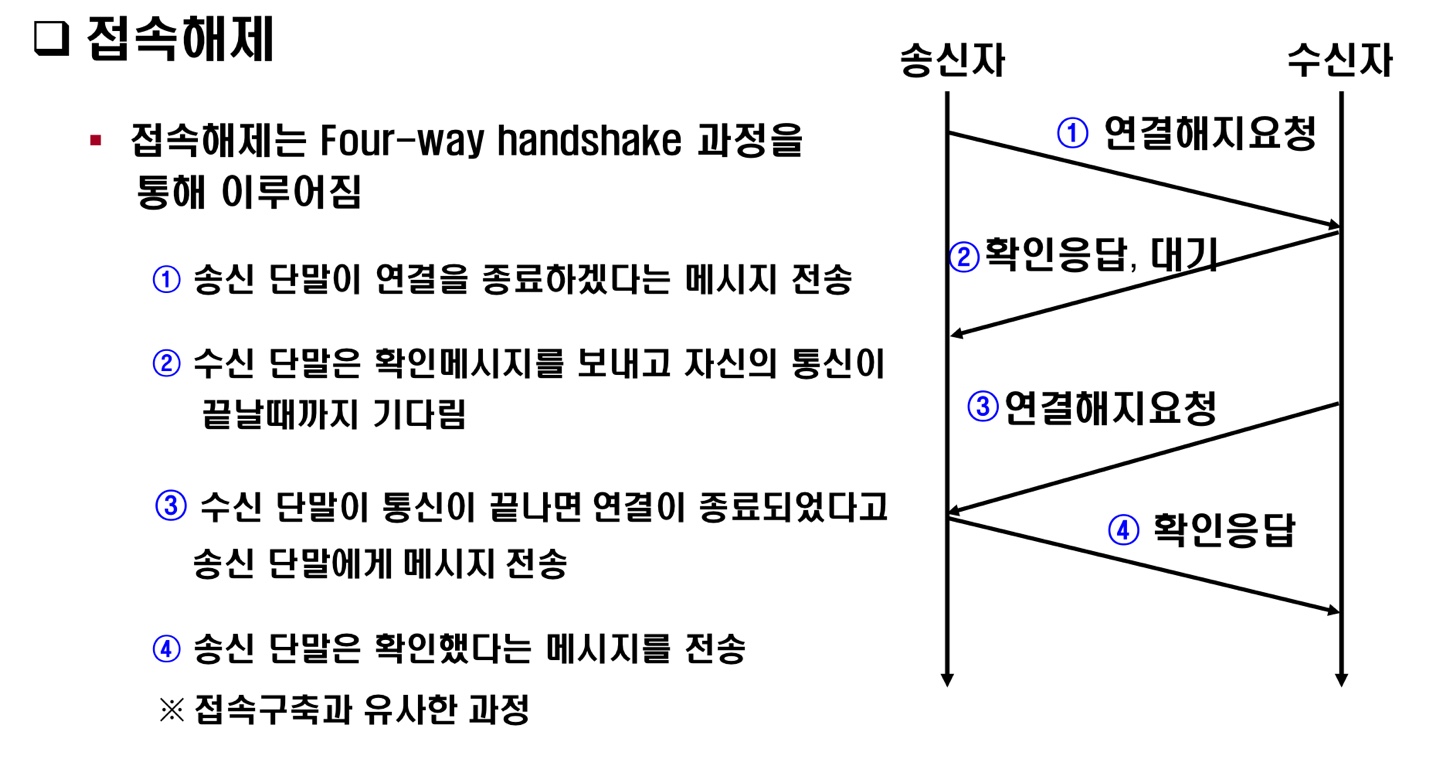 ❑ 접속해제
▪ 접속해제는 Four-way handshake 과정을
통해 이루어짐
① 송신 단말이 연결을 종료하겠다는 메시지 전송
② 수신 단말은 확인메시지를 보내고 자신의 통신이
끝날때까지 기다림
③ 수신 단말이 통신이 끝나면 연결이 종료되었다고
송신 단말에게 메시지 전송
④ 송신 단말은 확인했다는 메시지를 전송
※ 접속구축과 유사한 과정
송신자
수신자
① 연결해지요청
② 확인응답, 대기
③ 연결해지요청
④ 확인응답